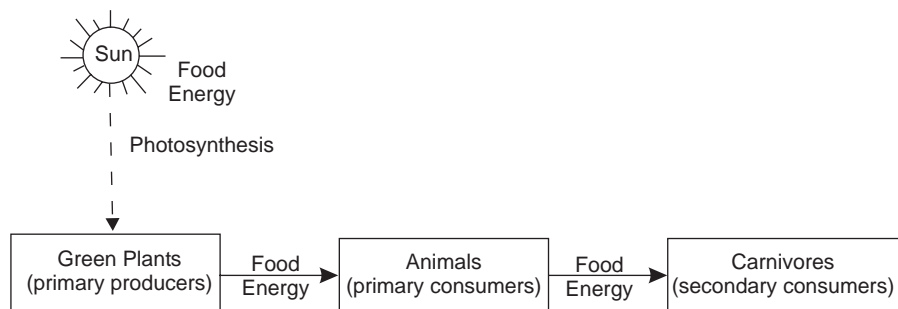 Sun
Food
Energy
Photosynthesis
Green Plants
(primary producers)
Food
Energy
Animals
(primary consumers)
Food
Energy
Carnivores
(secondary consumers)